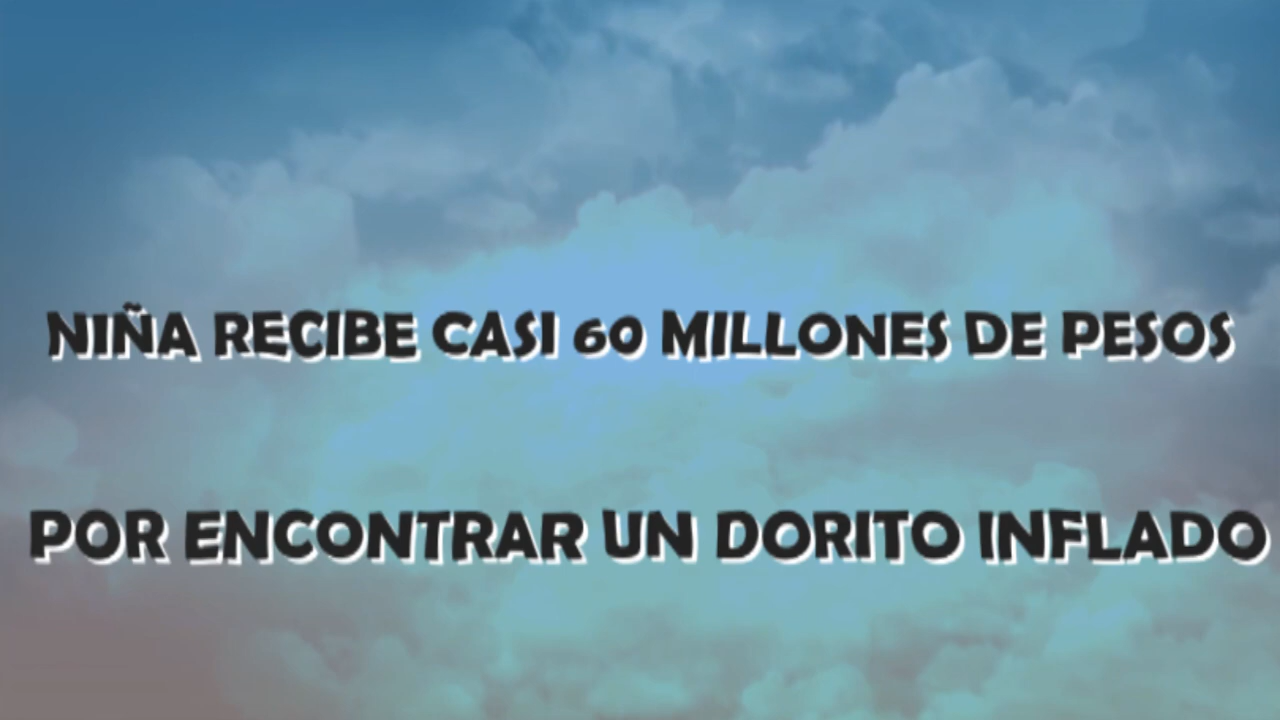 NIÑA RECIBE CASI 60 MILLONES DE PESOS
POR ENCONTRAR UN DORITO INFLADO